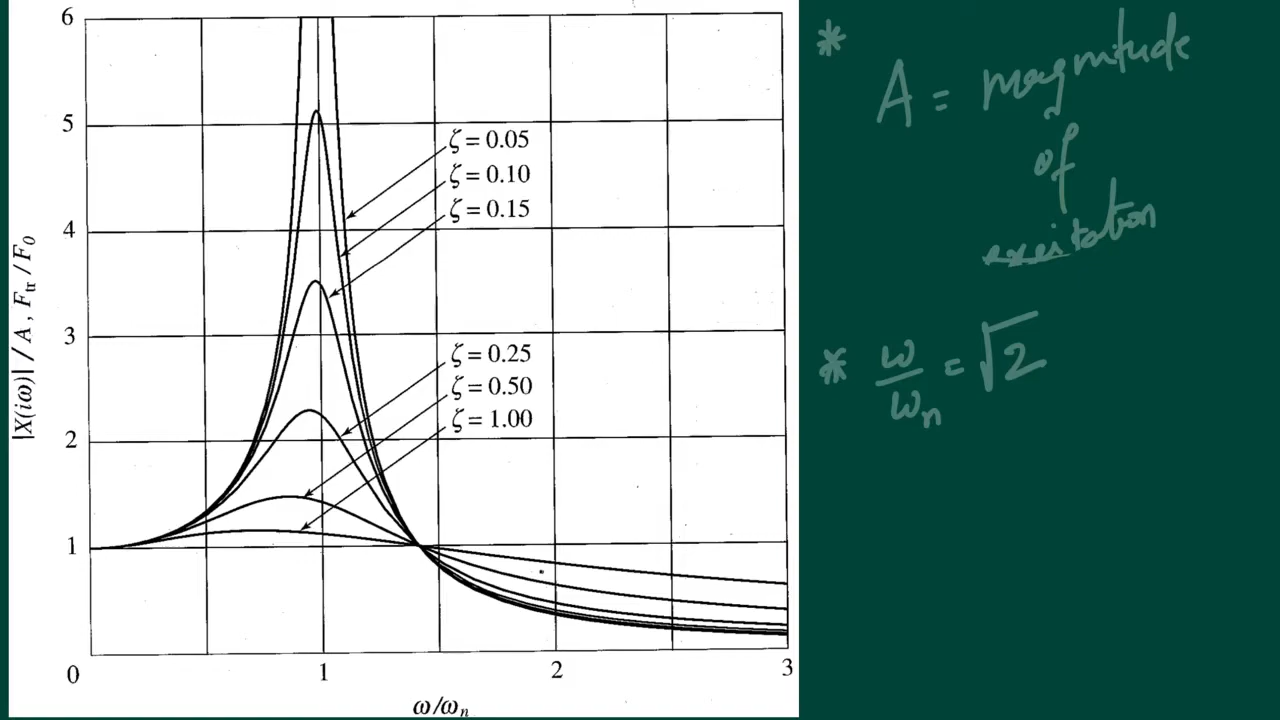 6
5
4
3
2
1
0
1
2
3
|X(iω)| / A , F_tr / F_0
ω/ω_n
ζ = 0.05
ζ = 0.10
ζ = 0.15
ζ = 0.25
ζ = 0.50
ζ = 1.00
* A = magnitude
of
excitation
* ω/ω_n = √2